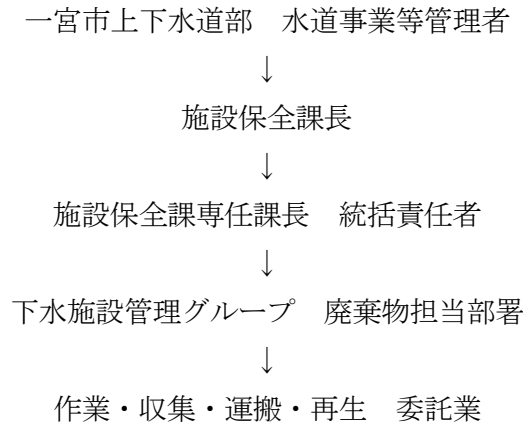 一宮市上下水道部　水道事業等管理者
↓
施設保全課長
↓
施設保全課専任課長　統括責任者
↓
下水施設管理グループ　廃棄物担当部署
↓
作業・収集・運搬・再生　委託業